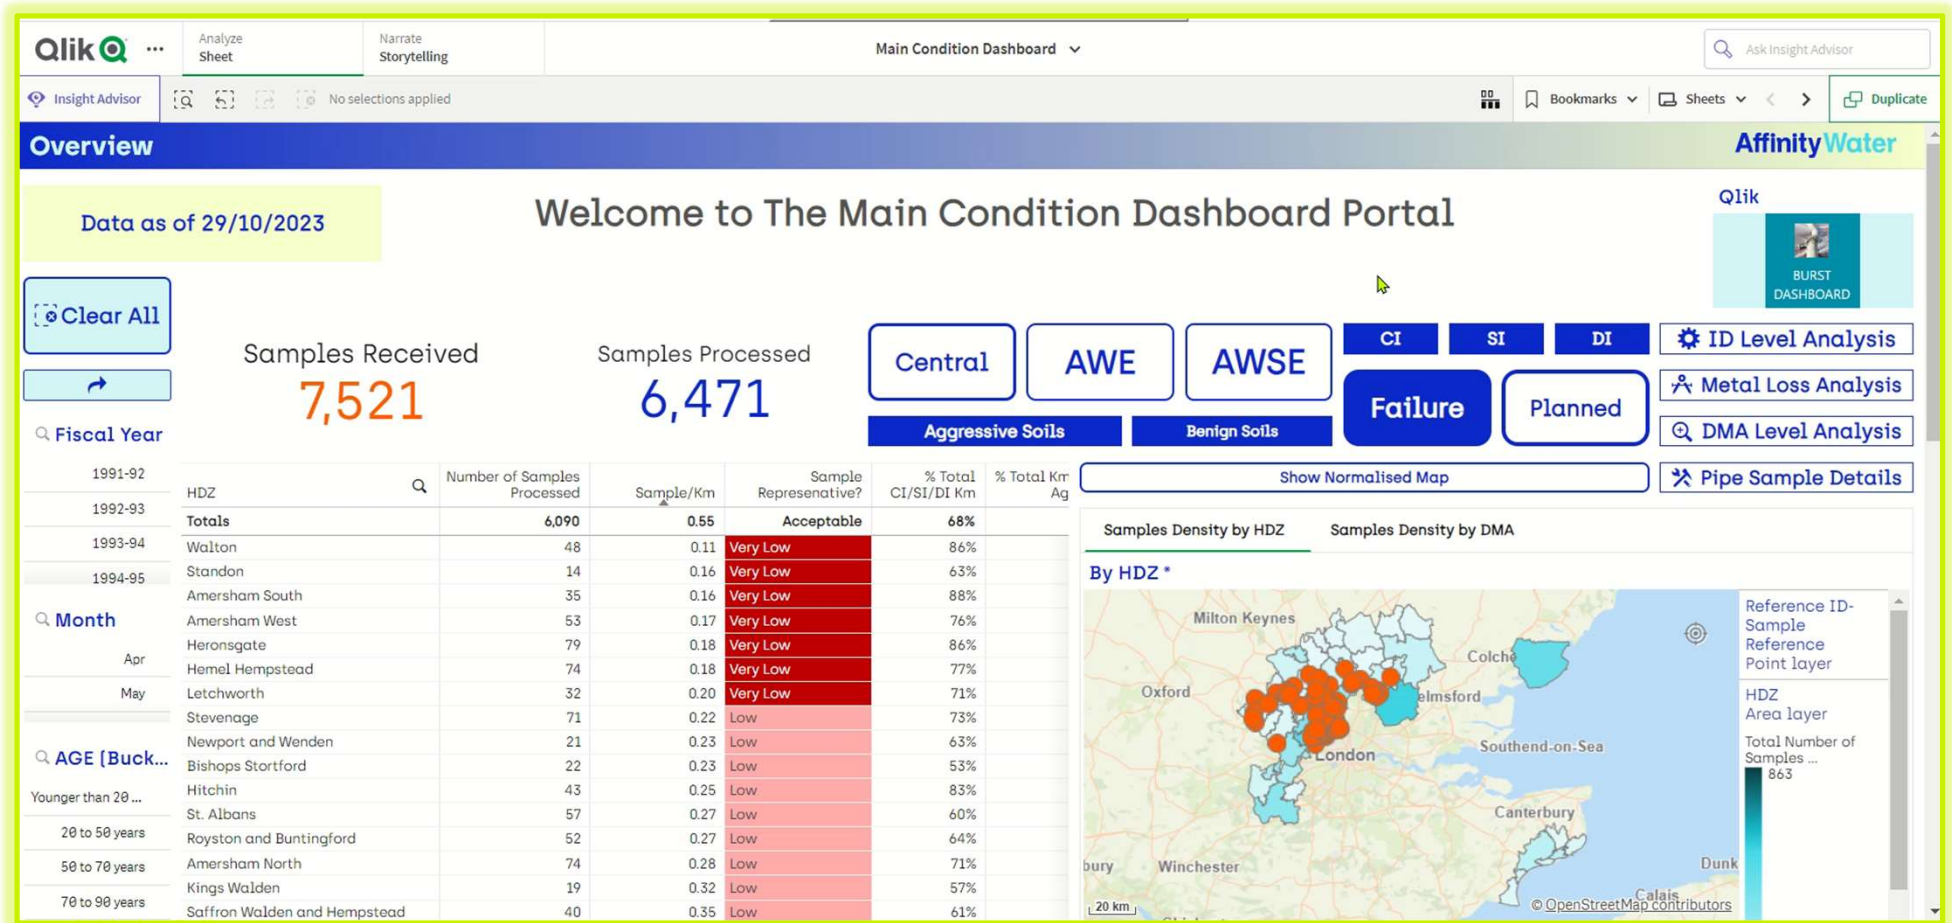 Qlik
Analyze
Sheet
Narrate
Storytelling
Main Condition Dashboard
Ask Insight Advisor
Insight Advisor
No selections applied
Bookmarks
Sheets
Duplicate
Overview
AffinityWater
Data as of 29/10/2023
Welcome to The Main Condition Dashboard Portal
Qlik
BURST
DASHBOARD
Clear All
Samples Received
7,521
Samples Processed
6,471
Central
AWE
AWSE
Aggressive Soils
Benign Soils
CI
SI
DI
Failure
Planned
ID Level Analysis
Metal Loss Analysis
DMA Level Analysis
Pipe Sample Details
Show Normalised Map
Fiscal Year
1991-92
1992-93
1993-94
1994-95
Month
Apr
May
AGE (Buck...
Younger than 20 ...
20 to 50 years
50 to 70 years
70 to 90 years
HDZ Number of Samples Processed Sample/Km Sample Represenative? % Total CI/SI/DI Km % Total Km Ag
Totals 6,090 0.55 Acceptable 68%
Walton 48 0.11 Very Low 86%
Standon 14 0.16 Very Low 63%
Amersham South 35 0.16 Very Low 88%
Amersham West 53 0.17 Very Low 76%
Heronsgate 79 0.18 Very Low 86%
Hemel Hempstead 74 0.18 Very Low 77%
Letchworth 32 0.20 Very Low 71%
Stevenage 71 0.22 Low 73%
Newport and Wenden 21 0.23 Low 63%
Bishops Stortford 22 0.23 Low 53%
Hitchin 43 0.25 Low 83%
St. Albans 57 0.27 Low 60%
Royston and Buntingford 52 0.27 Low 64%
Amersham North 74 0.28 Low 71%
Kings Walden 19 0.32 Low 57%
Saffron Walden and Hempstead 40 0.35 Low 61%
Samples Density by HDZ
Samples Density by DMA
By HDZ *
Milton Keynes
Colche
Oxford
elmsford
London
Southend-on-Sea
Canterbury
bury
Winchester
Dunk
Calais
20 km
© OpenStreetMap contributors
Reference ID-
Sample
Reference
Point layer
HDZ
Area layer
Total Number of
Samples ...
863